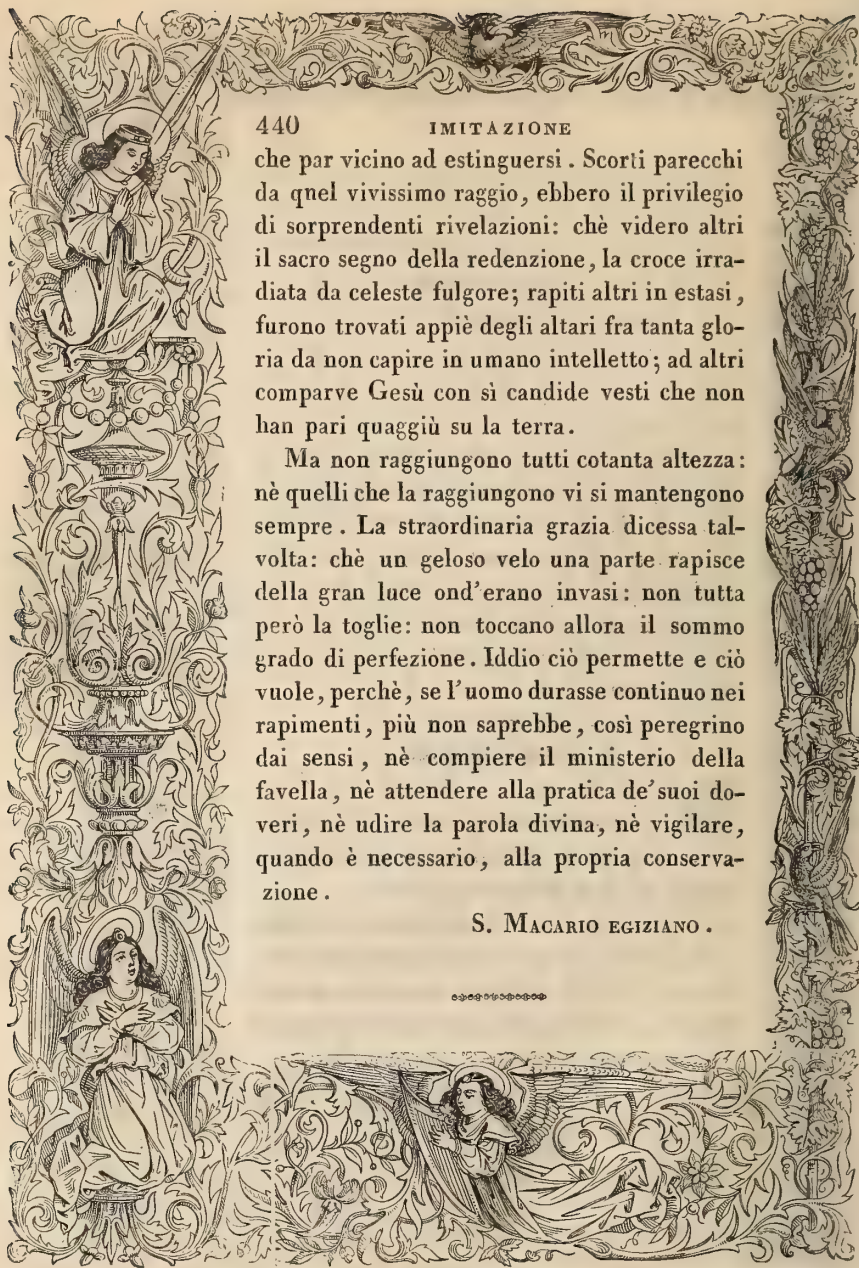 440 IMITAZIONE
che par vicino ad estinguersi . Scorti parecchi
da qnel vivissimo raggio, ebbero il privilegio
di sorprendenti rivelazioni: chè videro altri
il sacro segno della redenzione, la croce irra-
diata da celeste fulgore; rapiti altri in estasi,
furono trovati appiè degli altari fra tanta glo-
ria da non capire in umano intelletto; ad altri
comparve Gesù con sì candide vesti che non
han pari quaggiù su la terra.
Ma non raggiungono tutti cotanta altezza:
nè quelli che la raggiungono vi si mantengono
sempre . La straordinaria grazia dicessa tal-
volta: chè un geloso velo una parte rapisce
della gran luce ond'erano invasi: non tutta
però la toglie: non toccano allora il sommo
grado di perfezione. Iddio ciò permette e ciò
vuole, perchè, se l'uomo durasse continuo nei
rapimenti, più non saprebbe, così peregrino
dai sensi, nè compiere il ministerio della
favella, nè attendere alla pratica de'suoi do-
veri, nè udire la parola divina, nè vigilare,
quando è necessario, alla propria conserva-
zione.
S. MACARIO EGIZIANO.